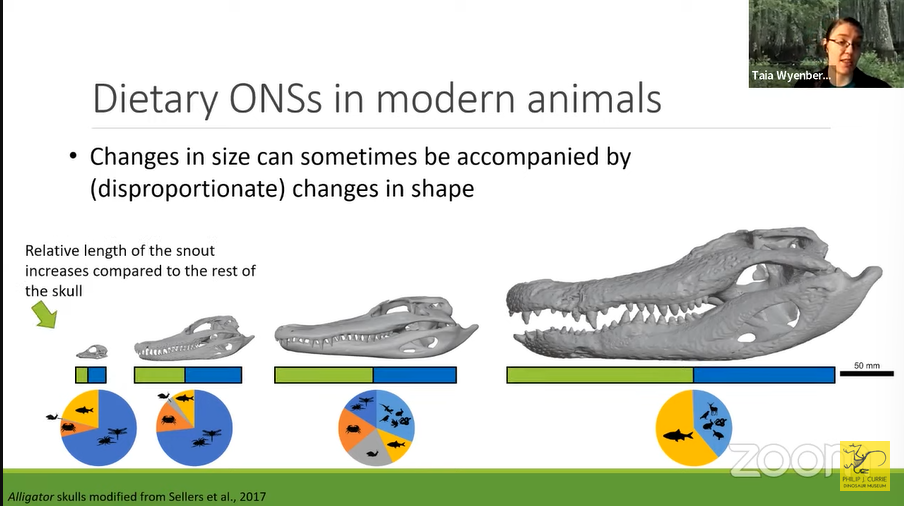 Taia Wyenber...
Dietary ONSs in modern animals
• Changes in size can sometimes be accompanied by
(disproportionate) changes in shape
Relative length of the snout
increases compared to the rest of
the skull
50 mm
zoom
PHILIP J. CURRIE
DINOSAUR MUSEUM
Alligator skulls modified from Sellers et al., 2017